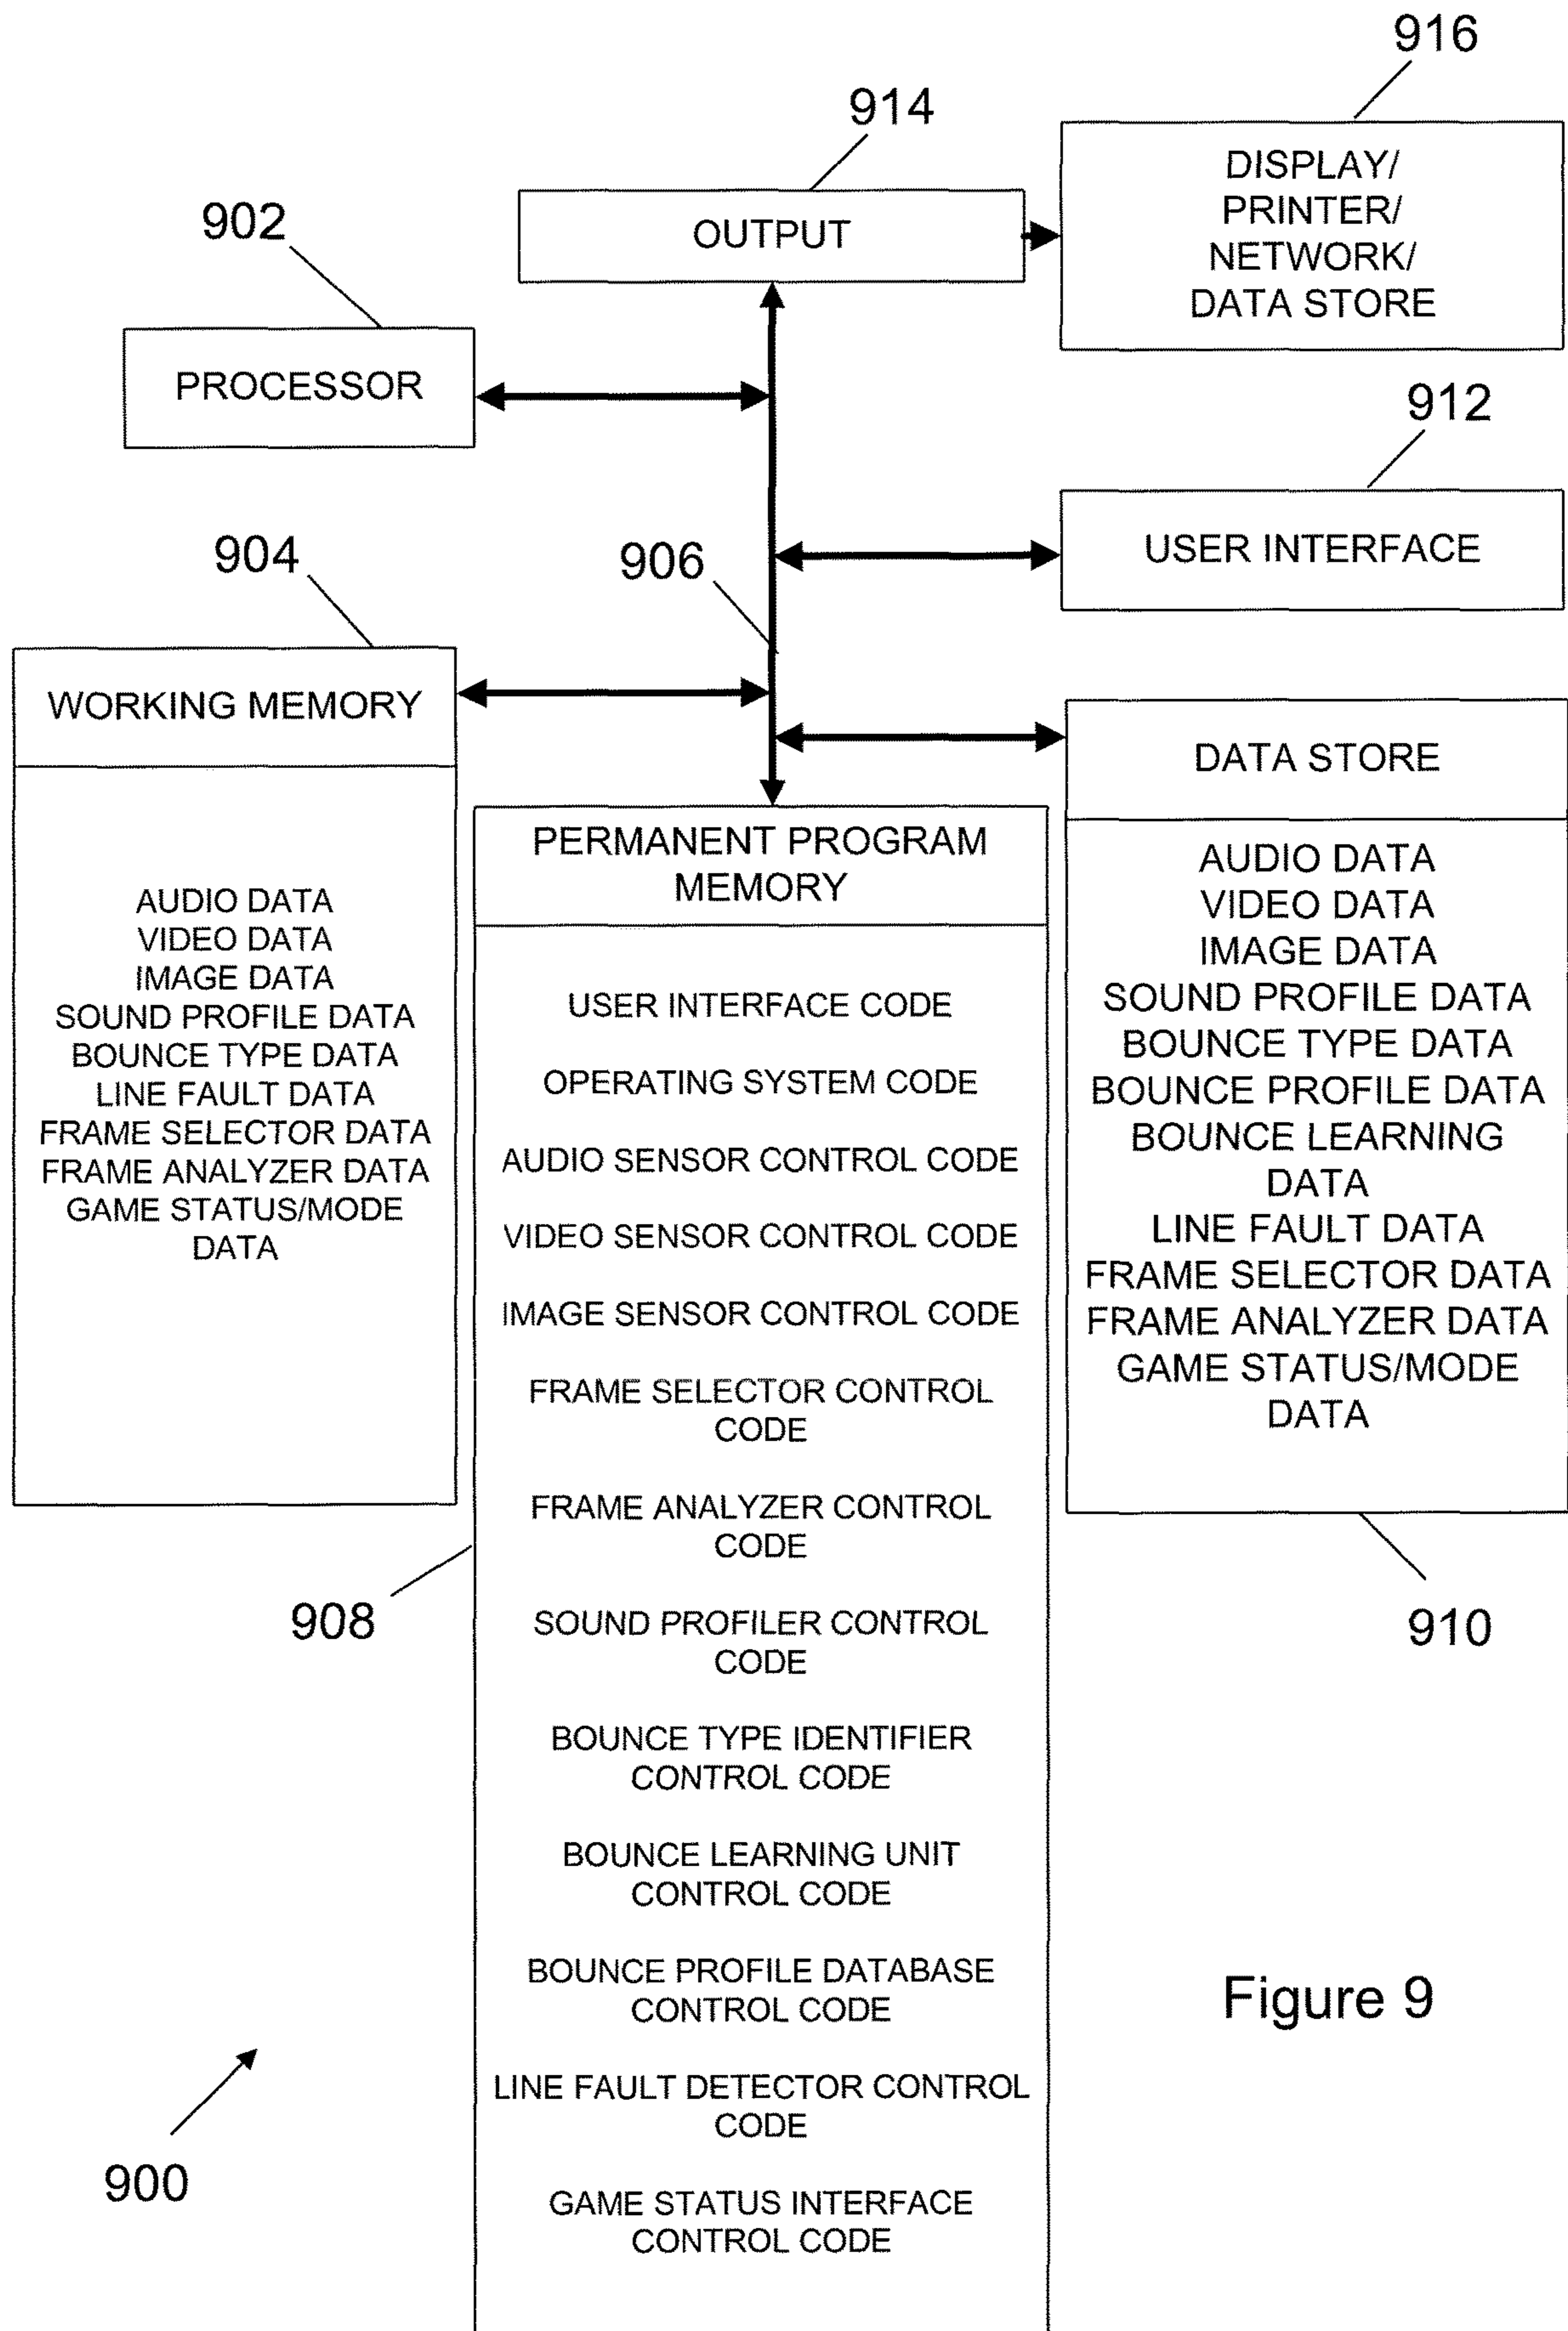 916
914
DISPLAY/
PRINTER/
NETWORK/
DATA STORE
902
OUTPUT
PROCESSOR
912
USER INTERFACE
904
906
WORKING MEMORY
DATA STORE
PERMANENT PROGRAM
MEMORY
AUDIO DATA
VIDEO DATA
IMAGE DATA
SOUND PROFILE DATA
BOUNCE TYPE DATA
LINE FAULT DATA
FRAME SELECTOR DATA
FRAME ANALYZER DATA
GAME STATUS/MODE
DATA
USER INTERFACE CODE
OPERATING SYSTEM CODE
AUDIO SENSOR CONTROL CODE
VIDEO SENSOR CONTROL CODE
IMAGE SENSOR CONTROL CODE
FRAME SELECTOR CONTROL
CODE
FRAME ANALYZER CONTROL
CODE
SOUND PROFILER CONTROL
CODE
BOUNCE TYPE IDENTIFIER
CONTROL CODE
BOUNCE LEARNING UNIT
CONTROL CODE
BOUNCE PROFILE DATABASE
CONTROL CODE
LINE FAULT DETECTOR CONTROL
CODE
GAME STATUS INTERFACE
CONTROL CODE
AUDIO DATA
VIDEO DATA
IMAGE DATA
SOUND PROFILE DATA
BOUNCE TYPE DATA
BOUNCE PROFILE DATA
BOUNCE LEARNING
DATA
LINE FAULT DATA
FRAME SELECTOR DATA
FRAME ANALYZER DATA
GAME STATUS/MODE
DATA
908
910
Figure 9
900